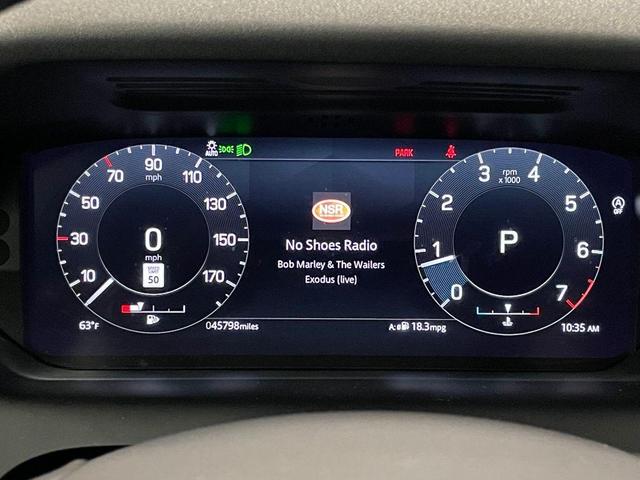 AUTO
PARK
90
mph
70
110
50
130
30
150
10
170
0
mph
SPEED
LIMIT
50
NSR
No Shoes Radio
Bob Marley & The Wailers
Exodus (live)
3
4
rpm
x 1000
2
5
1
6
0
7
P
A
OFF
63°F
045798miles
A:
18.3mpg
10:35 AM